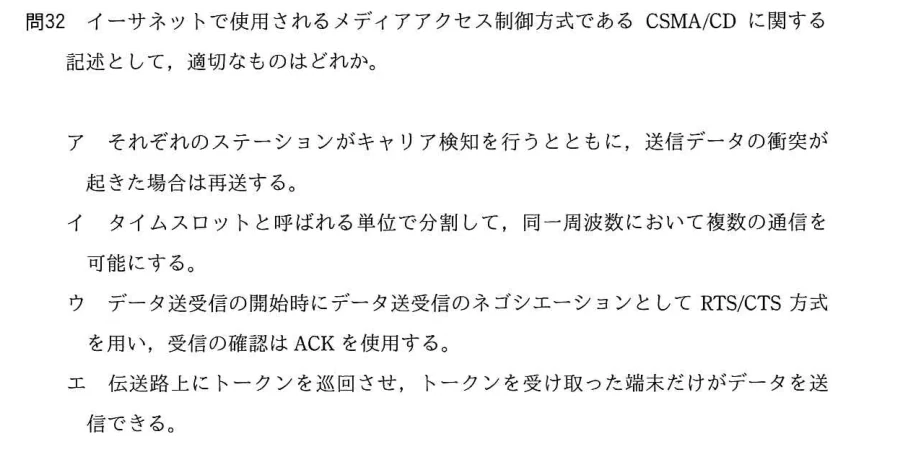 問32　イーサネットで使用されるメディアアクセス制御方式である CSMA/CD に関する
記述として，適切なものはどれか。
ア　それぞれのステーションがキャリア検知を行うとともに，送信データの衝突が
起きた場合は再送する。
イ　タイムスロットと呼ばれる単位で分割して，同一周波数において複数の通信を
可能にする。
ウ　データ送受信の開始時にデータ送受信のネゴシエーションとして RTS/CTS 方式
を用い，受信の確認は ACK を使用する。
エ　伝送路上にトークンを巡回させ，トークンを受け取った端末だけがデータを送
信できる。